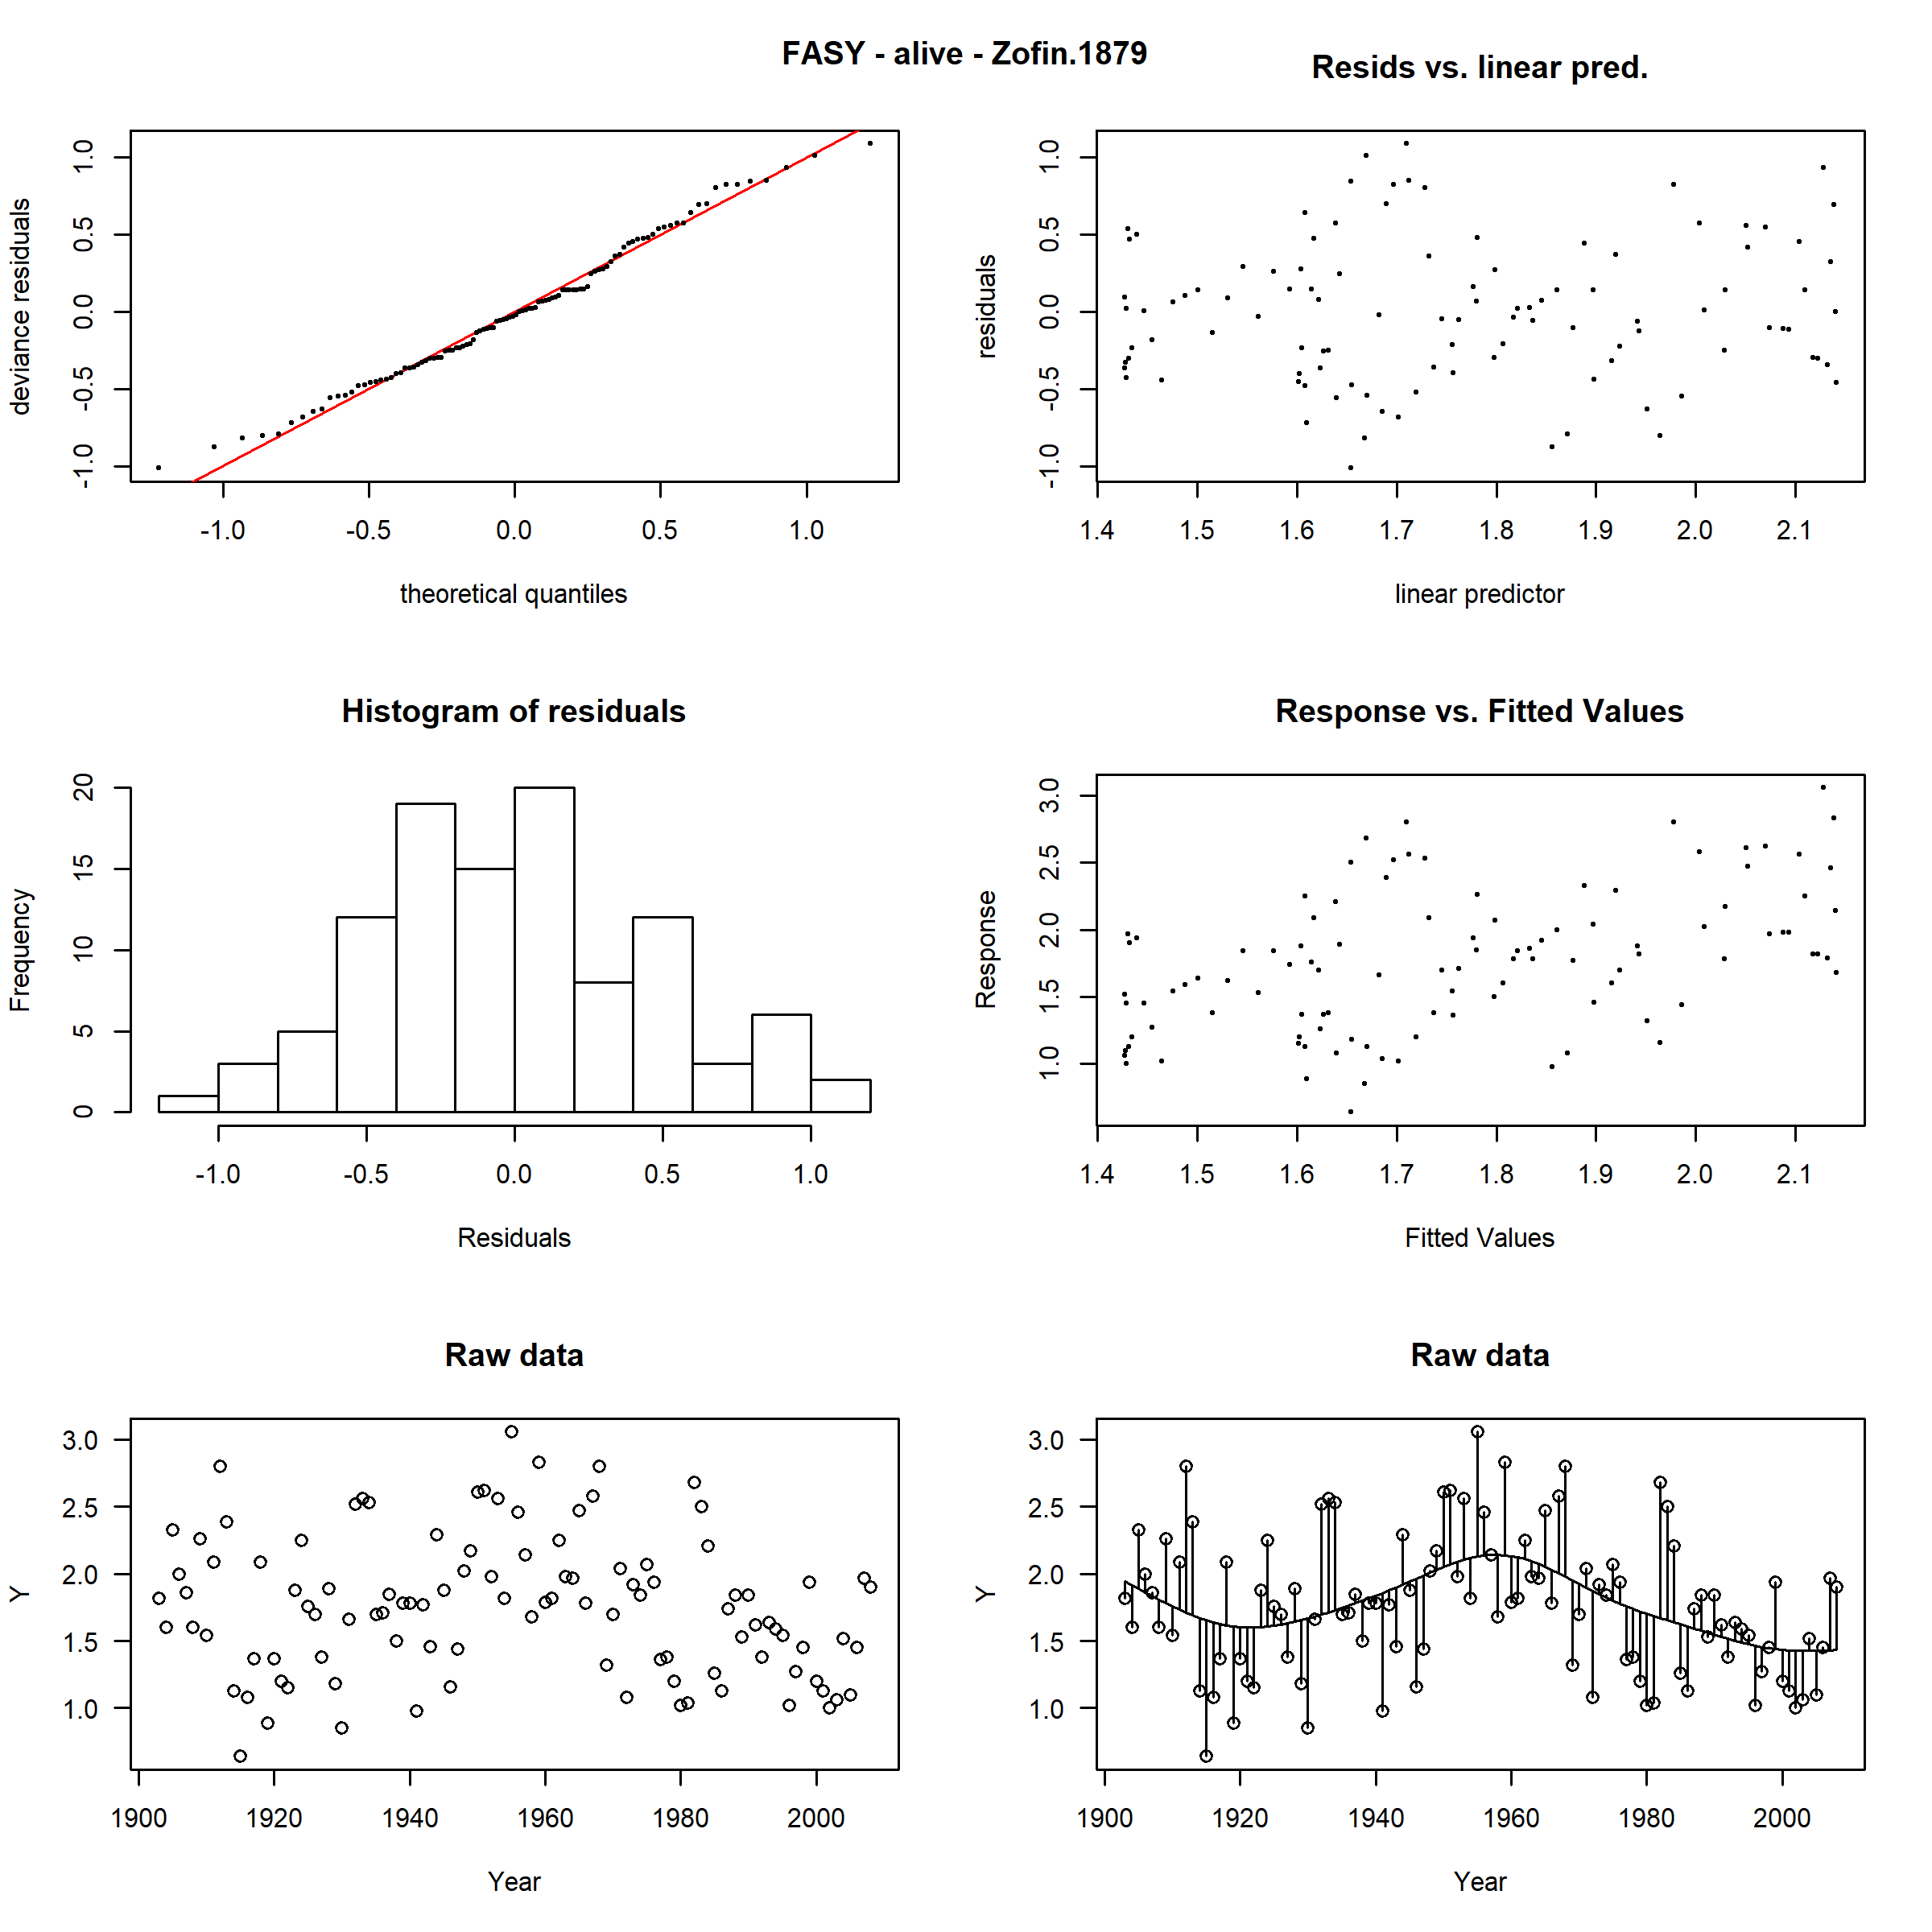 FASY - alive - Zofin.1879
Resids vs. linear pred.
deviance residuals
1.0
0.5
0.0
-0.5
-1.0
-1.0 -0.5 0.0 0.5 1.0
theoretical quantiles
residuals
1.0
0.5
0.0
-0.5
-1.0
1.4 1.5 1.6 1.7 1.8 1.9 2.0 2.1
linear predictor
Histogram of residuals
Frequency
20
15
10
5
0
-1.0 -0.5 0.0 0.5 1.0
Residuals
Response vs. Fitted Values
Response
3.0
2.5
2.0
1.5
1.0
1.4 1.5 1.6 1.7 1.8 1.9 2.0 2.1
Fitted Values
Raw data
Y
3.0
2.5
2.0
1.5
1.0
1900 1920 1940 1960 1980 2000
Year
Raw data
Y
3.0
2.5
2.0
1.5
1.0
1900 1920 1940 1960 1980 2000
Year